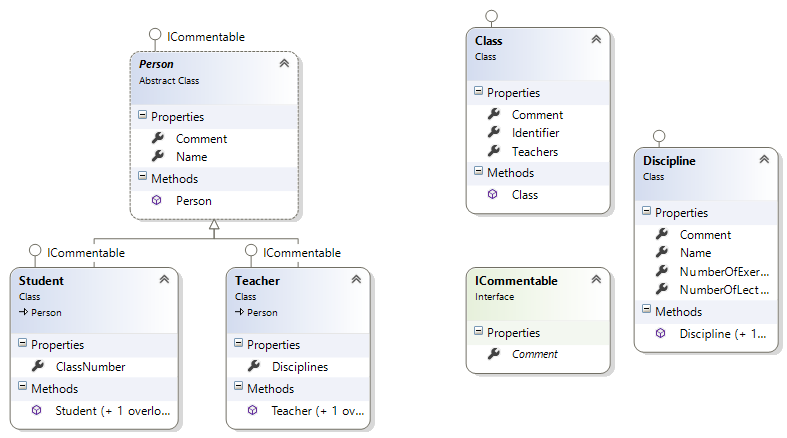 ICommentable
Person
Abstract Class
Properties
Comment
Name
Methods
Person
ICommentable
Student
Class
Person
Properties
ClassNumber
Methods
Student (+ 1 overlo...
ICommentable
Teacher
Class
Person
Properties
Disciplines
Methods
Teacher (+ 1 ov...
Class
Class
Properties
Comment
Identifier
Teachers
Methods
Class
ICommentable
Interface
Properties
Comment
Discipline
Class
Properties
Comment
Name
NumberOfExer...
NumberOfLect...
Methods
Discipline (+ 1...